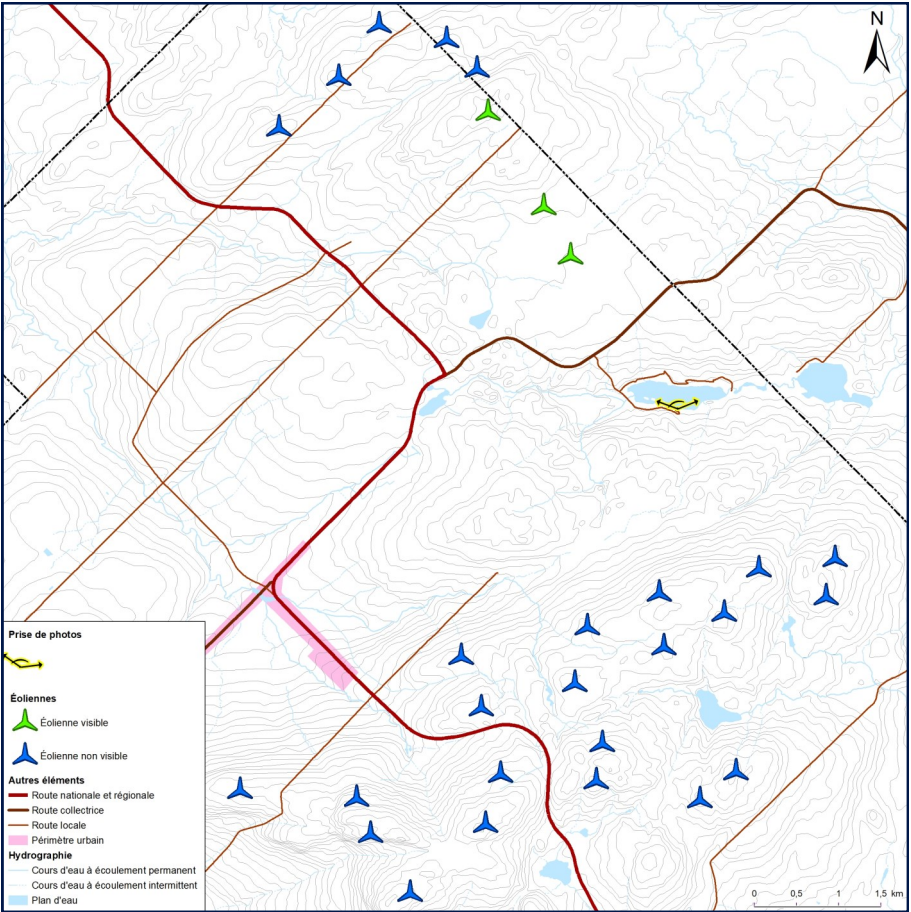 N
Prise de photos
Éoliennes
Éolienne visible
Éolienne non visible
Autres éléments
Route nationale et régionale
Route collectrice
Route locale
Périmètre urbain
Hydrographie
Cours d'eau à écoulement permanent
Cours d'eau à écoulement intermittent
Plan d'eau
0 0,5 1 1,5 km